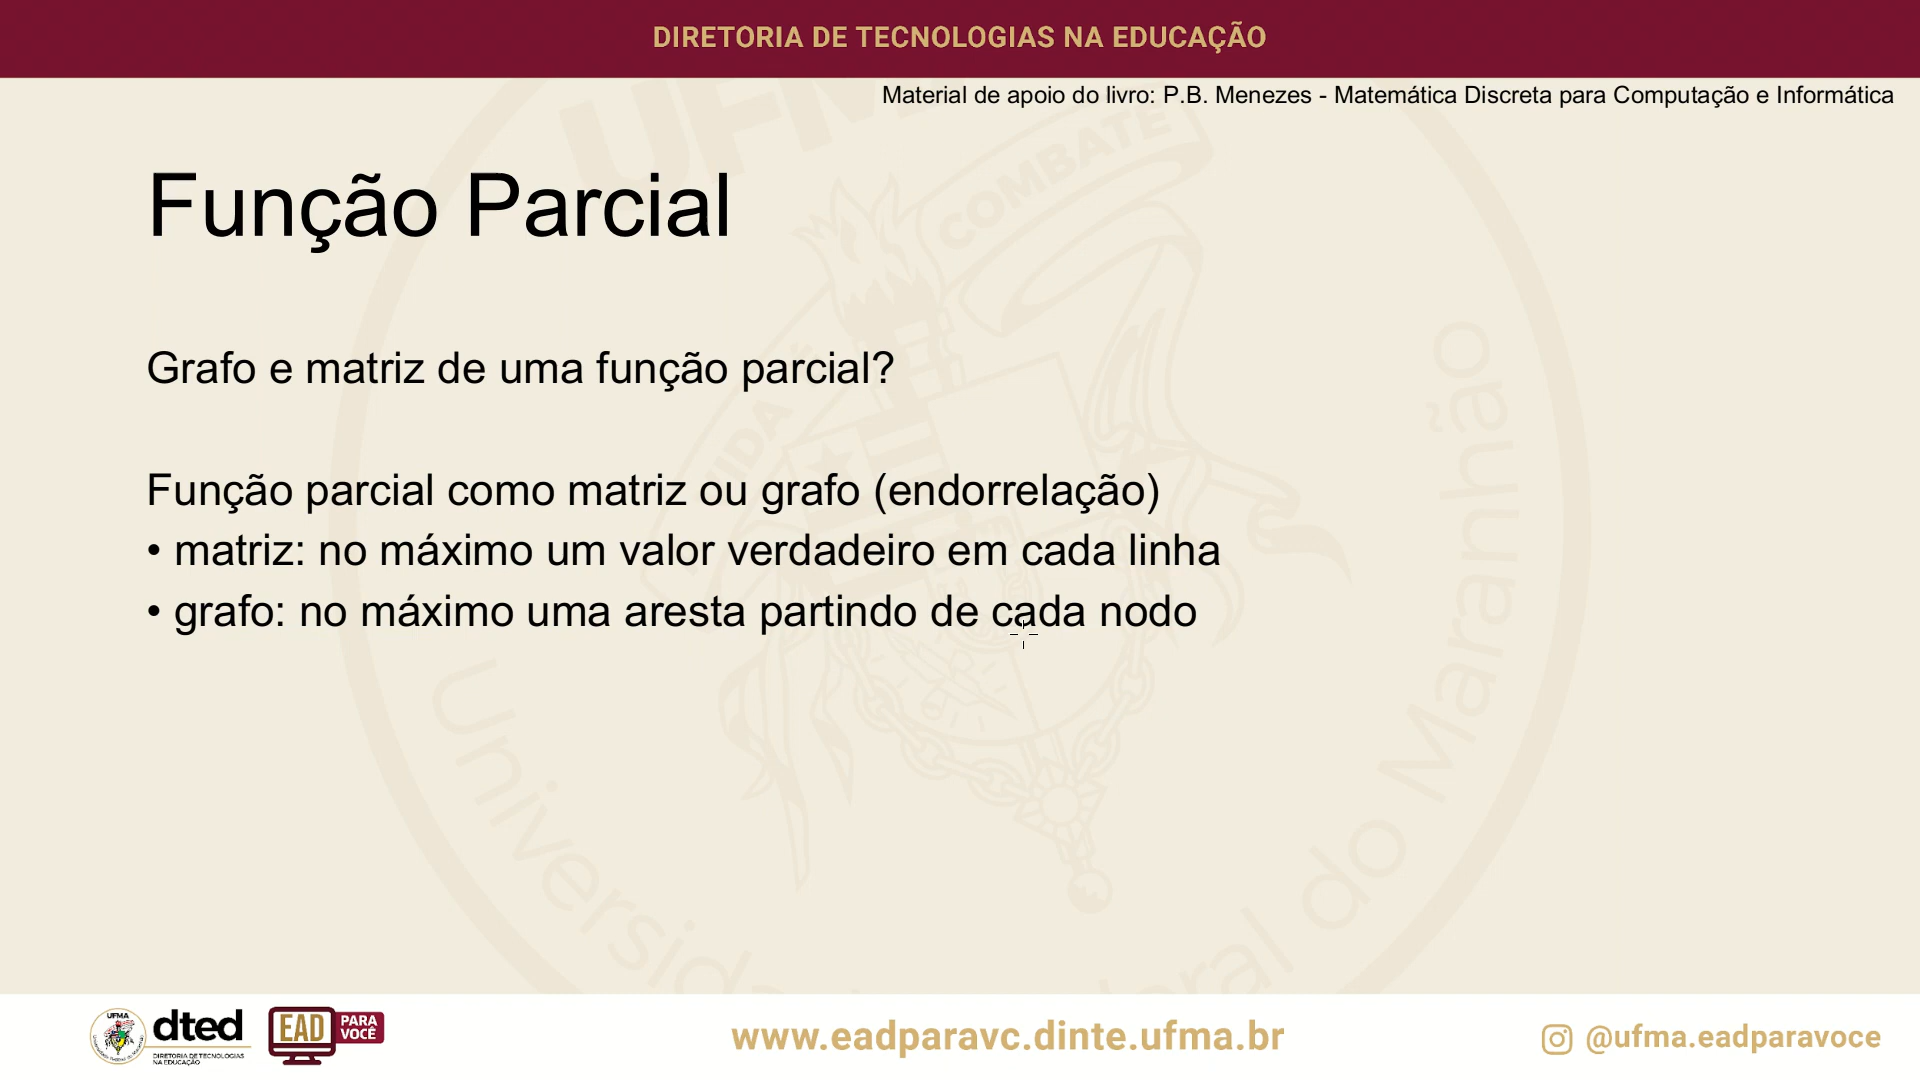 DIRETORIA DE TECNOLOGIAS NA EDUCAÇÃO
Material de apoio do livro: P.B. Menezes - Matemática Discreta para Computação e Informática
Função Parcial
Grafo e matriz de uma função parcial?
Função parcial como matriz ou grafo (endorrelação)
• matriz: no máximo um valor verdadeiro em cada linha
• grafo: no máximo uma aresta partindo de cada nodo
UFMA
dted
DIRETORIA DE TECNOLOGIAS
NA EDUCAÇÃO
EAD
PARA
VOCÊ
www.eadparavc.dinte.ufma.br
@ufma.eadparavoce